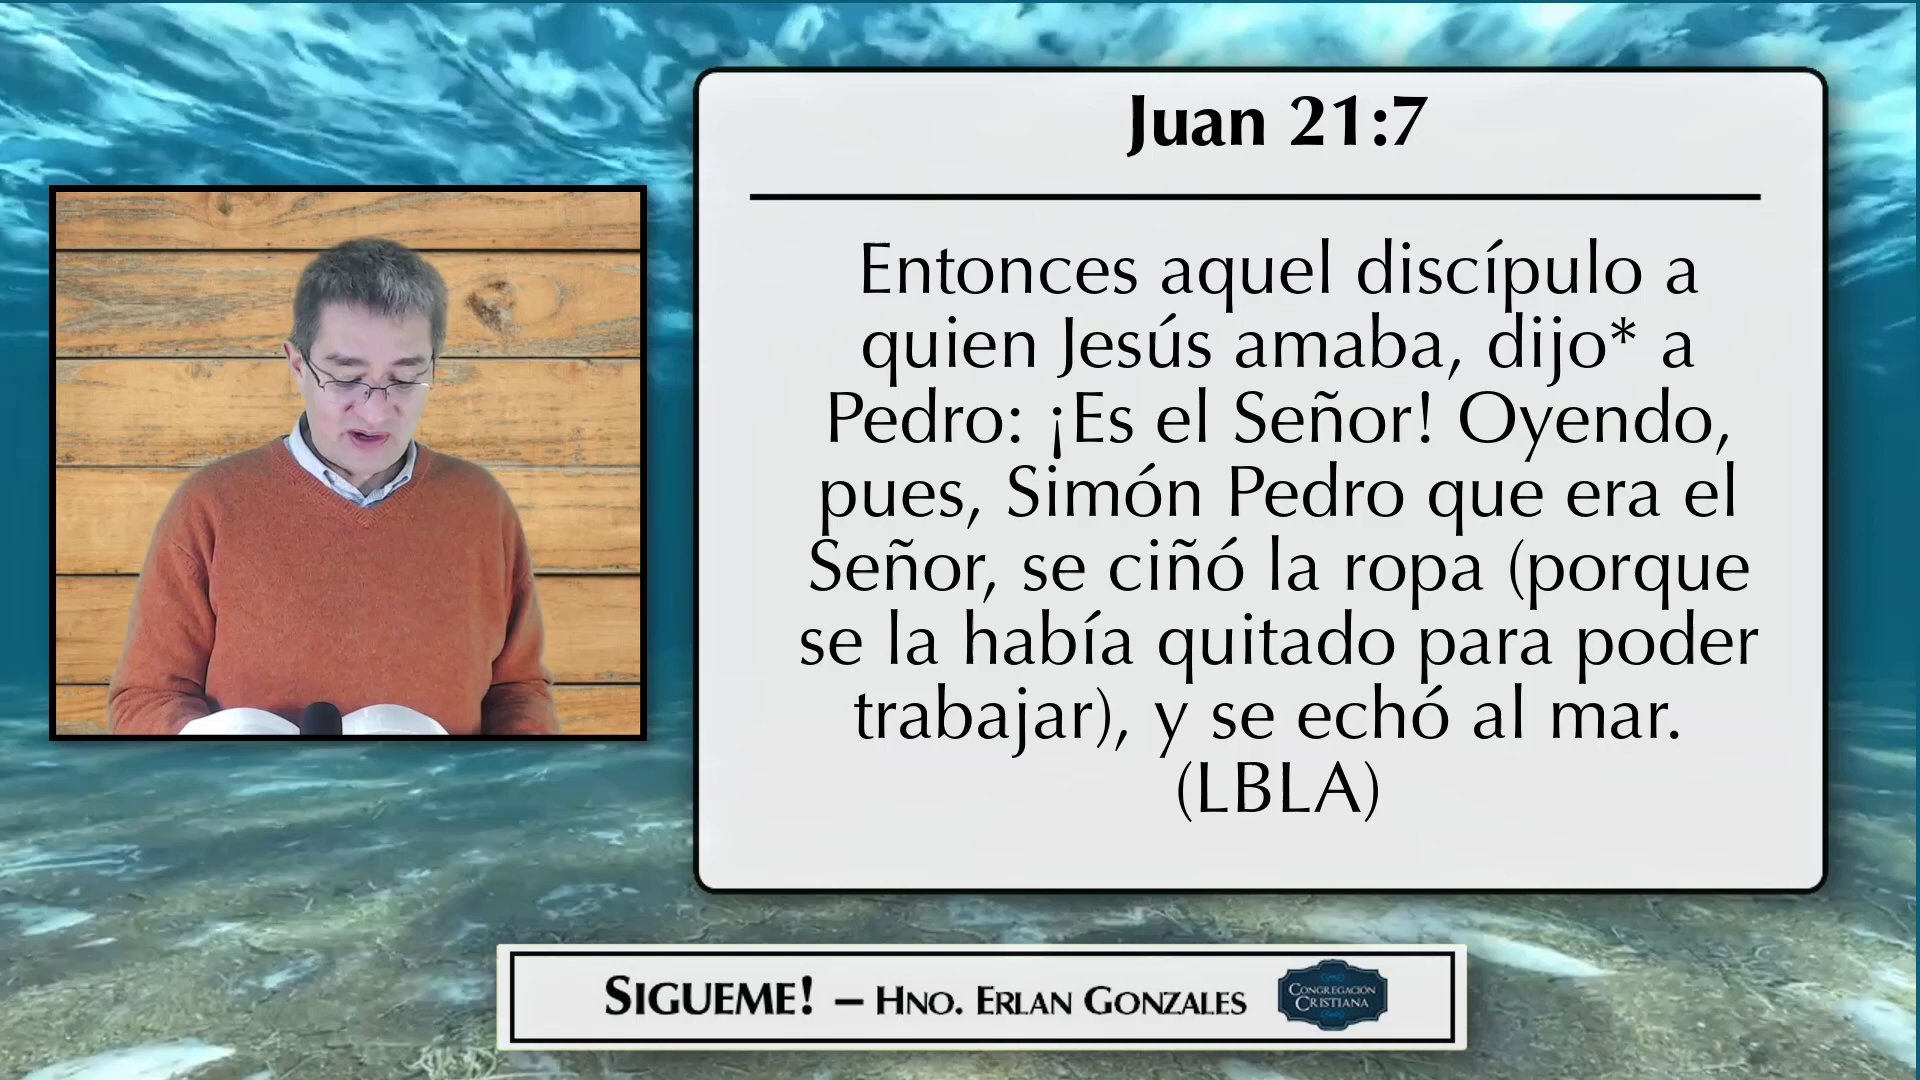 Juan 21:7
Entonces aquel discípulo a
quien Jesús amaba, dijo* a
Pedro: ¡Es el Señor! Oyendo,
pues, Simón Pedro que era el
Señor, se ciñó la ropa (porque
se la había quitado para poder
trabajar), y se echó al mar.
(LBLA)
SIGUEME! – HNO. ERLAN GONZALES
CONGREGACIÓN
CRISTIANA